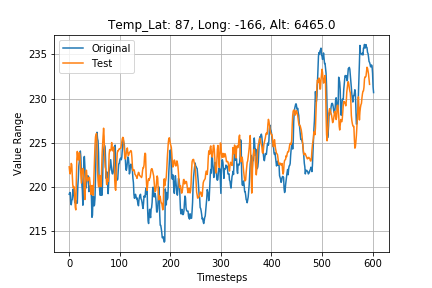 Temp_Lat: 87, Long: -166, Alt: 6465.0
Original
Test
Value Range
235
230
225
220
215
0 100 200 300 400 500 600
Timesteps